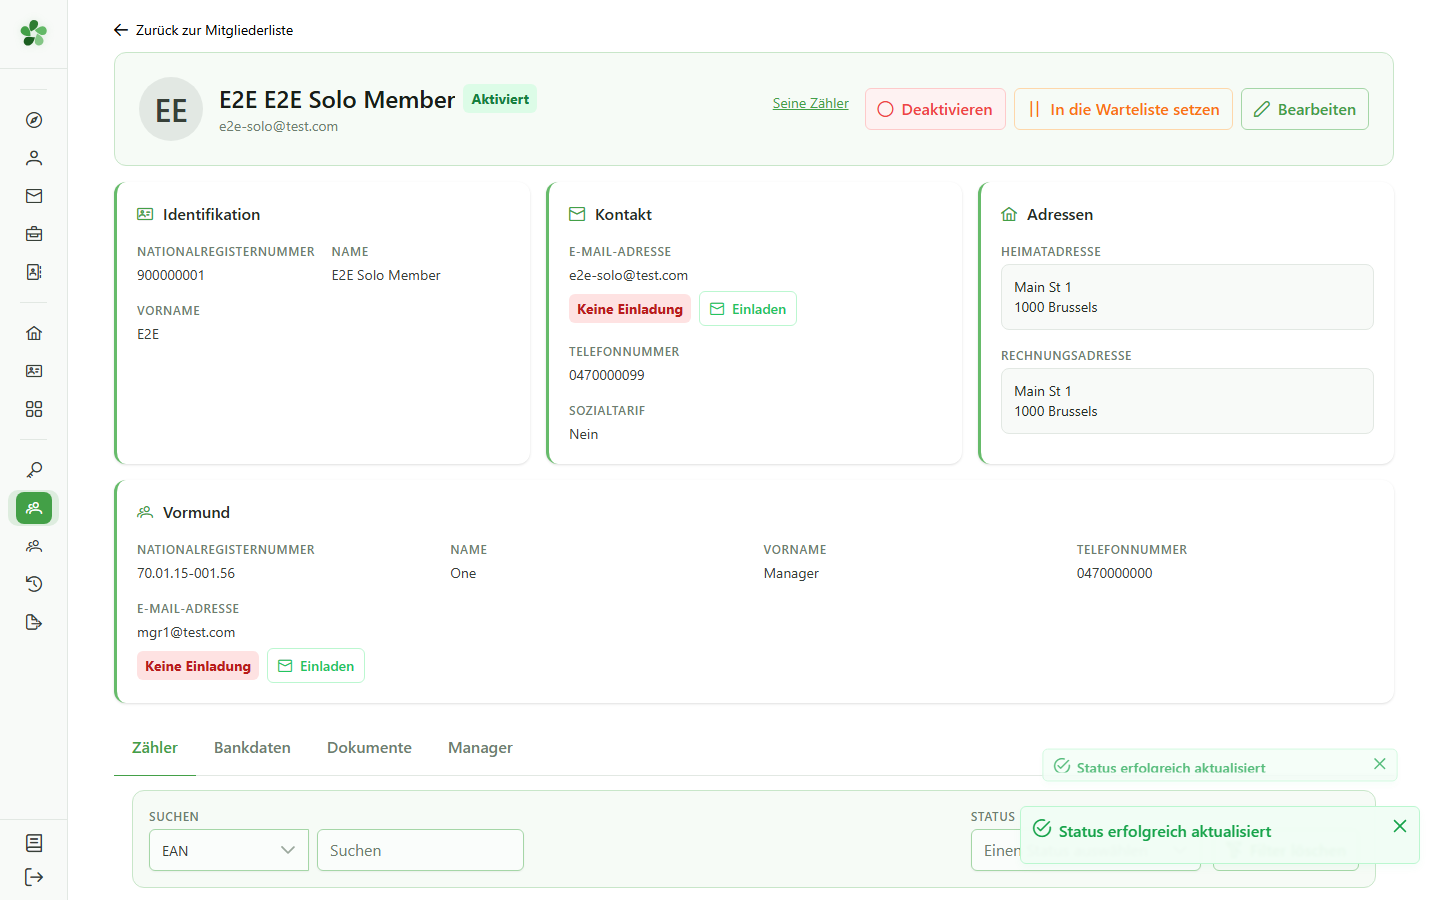 Zurück zur Mitgliederliste
EE
E2E E2E Solo Member
Aktiviert
e2e-solo@test.com
Seine Zähler
Deaktivieren
In die Warteliste setzen
Bearbeiten
Identifikation
NATIONALREGISTERNUMMER
NAME
900000001
E2E Solo Member
VORNAME
E2E
Kontakt
E-MAIL-ADRESSE
e2e-solo@test.com
Keine Einladung
Einladen
TELEFONNUMMER
0470000099
SOZIALTARIF
Nein
Adressen
HEIMATADRESSE
Main St 1
1000 Brussels
RECHNUNGSADRESSE
Main St 1
1000 Brussels
Vormund
NATIONALREGISTERNUMMER
NAME
VORNAME
TELEFONNUMMER
70.01.15-001.56
One
Manager
0470000000
E-MAIL-ADRESSE
mgr1@test.com
Keine Einladung
Einladen
Zähler
Bankdaten
Dokumente
Manager
Status erfolgreich aktualisiert
SUCHEN
EAN
Suchen
STATUS
Einen
Status erfolgreich aktualisiert